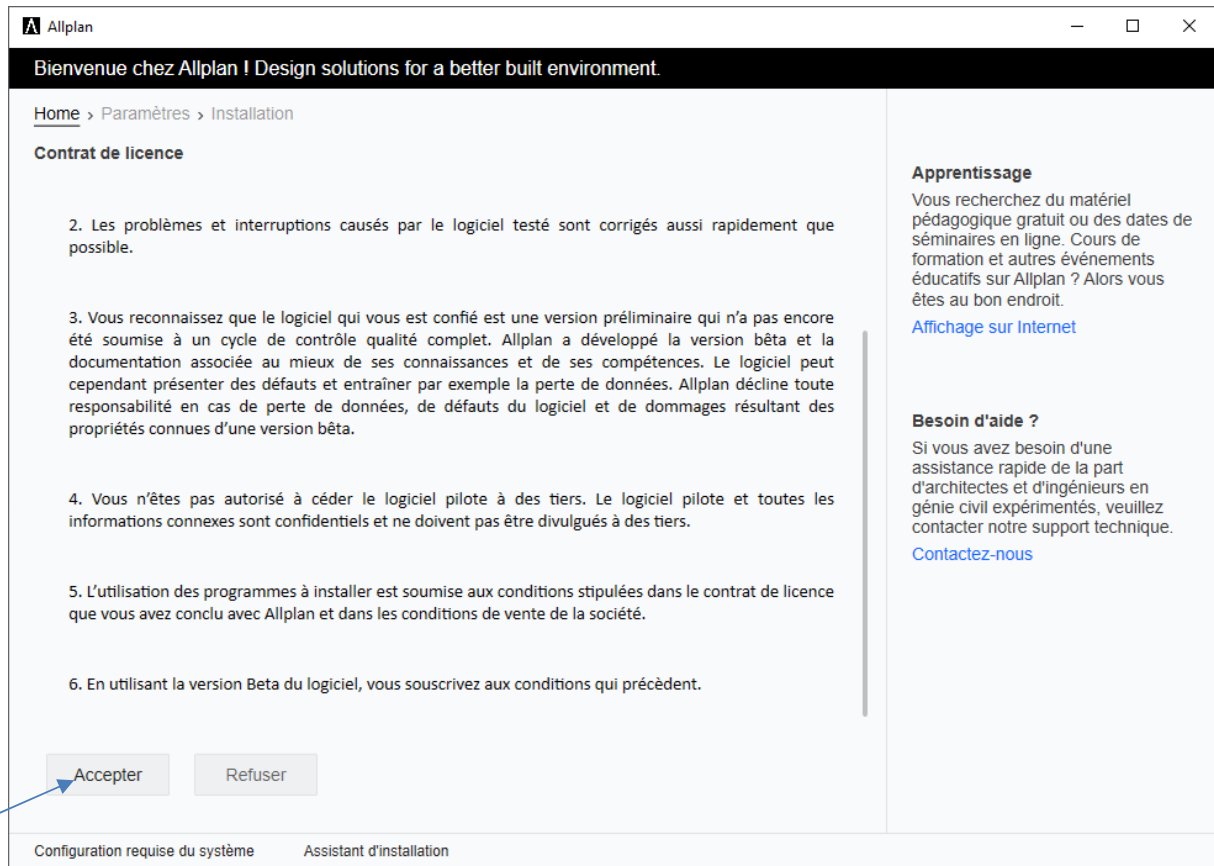 Allplan
Bienvenue chez Allplan ! Design solutions for a better built environment.
Home › Paramètres › Installation
Contrat de licence
2. Les problèmes et interruptions causés par le logiciel testé sont corrigés aussi rapidement que
possible.
3. Vous reconnaissez que le logiciel qui vous est confié est une version préliminaire qui n’a pas encore
été soumise à un cycle de contrôle qualité complet. Allplan a développé la version bêta et la
documentation associée au mieux de ses connaissances et de ses compétences. Le logiciel peut
cependant présenter des défauts et entraîner par exemple la perte de données. Allplan décline toute
responsabilité en cas de perte de données, de défauts du logiciel et de dommages résultant des
propriétés connues d’une version bêta.
4. Vous n’êtes pas autorisé à céder le logiciel pilote à des tiers. Le logiciel pilote et toutes les
informations connexes sont confidentiels et ne doivent pas être divulgués à des tiers.
5. L’utilisation des programmes à installer est soumise aux conditions stipulées dans le contrat de licence
que vous avez conclu avec Allplan et dans les conditions de vente de la société.
6. En utilisant la version Beta du logiciel, vous souscrivez aux conditions qui précèdent.
Accepter
Refuser
Apprentissage
Vous recherchez du matériel
pédagogique gratuit ou des dates de
séminaires en ligne. Cours de
formation et autres événements
éducatifs sur Allplan ? Alors vous
êtes au bon endroit.
Affichage sur Internet
Besoin d'aide ?
Si vous avez besoin d'une
assistance rapide de la part
d'architectes et d'ingénieurs en
génie civil expérimentés, veuillez
contacter notre support technique.
Contactez-nous
Configuration requise du système
Assistant d'installation